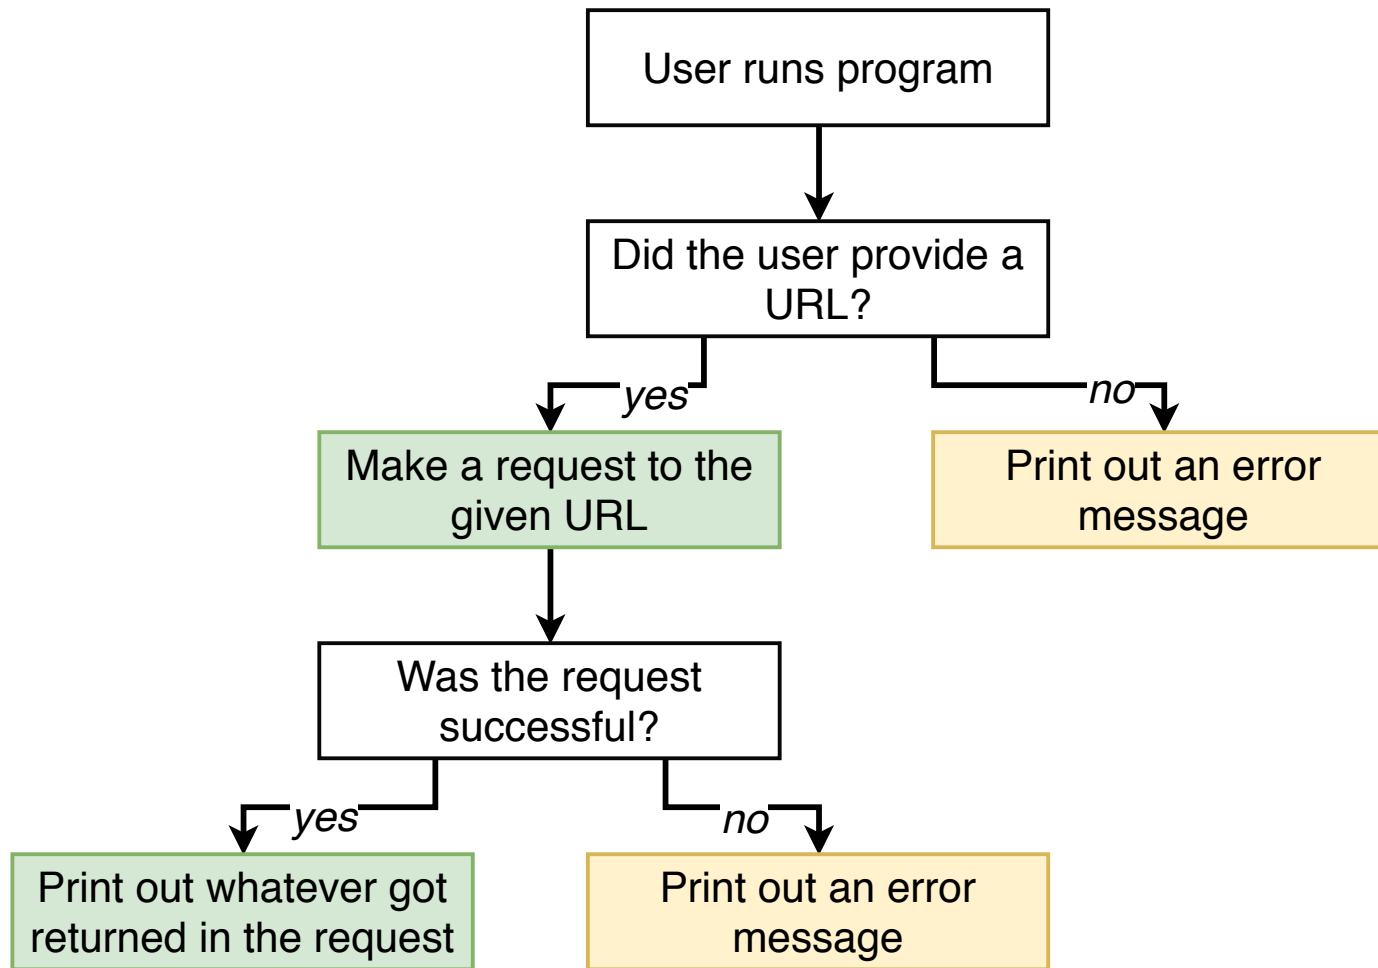 User runs program
Did the user provide a
URL?
yes
no
Make a request to the
given URL
Print out an error
message
Was the request
successful?
yes
no
Print out whatever got
returned in the request
Print out an error
message